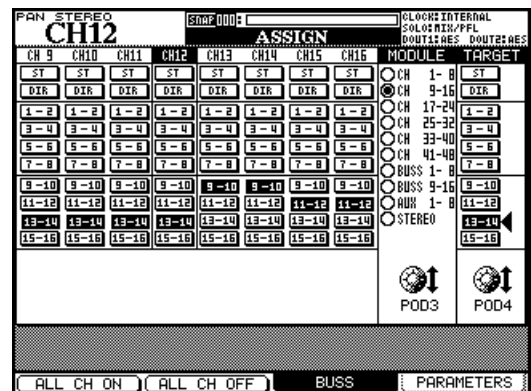 PAN STEREO
CH12
SNAP 000:
ASSIGN
CLOCK:INTERNAL
SOLO:MIX/PFL
DOUT1:AES DOUT2:AES
CH 9 CH10 CH11 CH12 CH13 CH14 CH15 CH16 MODULE TARGET
ST ST ST ST ST ST ST ST CH 1- 8 ST
DIR DIR DIR DIR DIR DIR DIR DIR CH 9-16 DIR
1-2 1-2 1-2 1-2 1-2 1-2 1-2 1-2 CH 17-24 1-2
3-4 3-4 3-4 3-4 3-4 3-4 3-4 3-4 CH 25-32 3-4
5-6 5-6 5-6 5-6 5-6 5-6 5-6 5-6 CH 33-40 5-6
7-8 7-8 7-8 7-8 7-8 7-8 7-8 7-8 CH 41-48 7-8
BUSS 1- 8
9-10 9-10 9-10 9-10 9-10 9-10 9-10 9-10 BUSS 9-16 9-10
11-12 11-12 11-12 11-12 11-12 11-12 11-12 11-12 AUX 1- 8 11-12
13-14 13-14 13-14 13-14 13-14 13-14 13-14 13-14 STEREO 13-14
15-16 15-16 15-16 15-16 15-16 15-16 15-16 15-16 15-16
POD3 POD4
ALL CH ON ALL CH OFF BUSS PARAMETERS